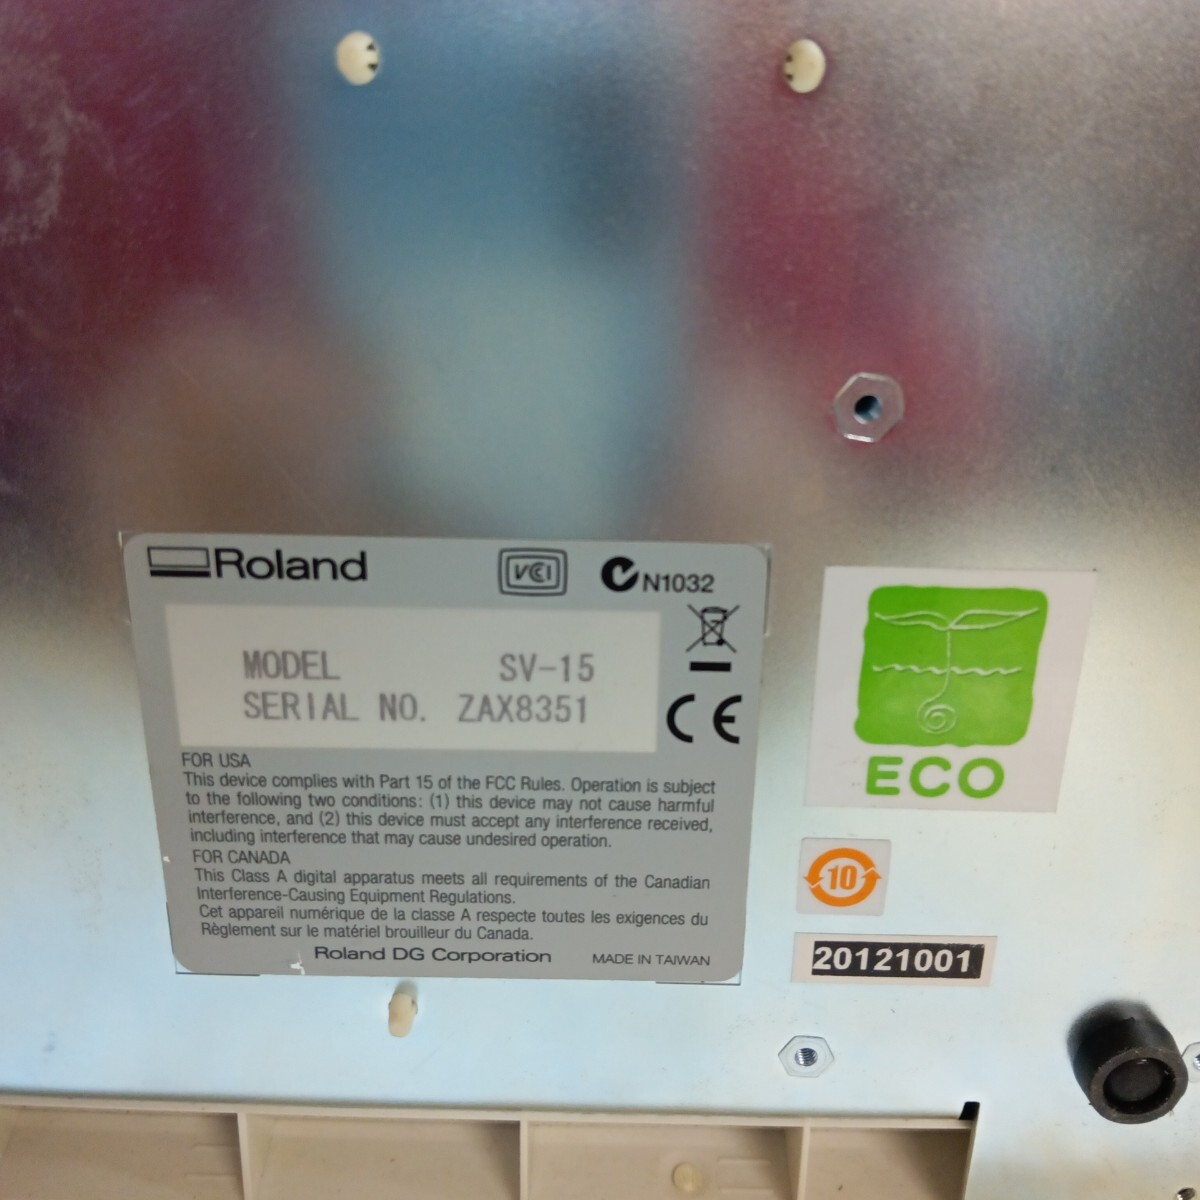 Roland
VCI
N1032
MODEL SV-15
SERIAL NO. ZAX8351
CE
FOR USA
This device complies with Part 15 of the FCC Rules. Operation is subject
to the following two conditions: (1) this device may not cause harmful
interference, and (2) this device must accept any interference received,
including interference that may cause undesired operation.
FOR CANADA
This Class A digital apparatus meets all requirements of the Canadian
Interference-Causing Equipment Regulations.
Cet appareil numérique de la classe A respecte toutes les exigences du
Règlement sur le matériel brouilleur du Canada.
Roland DG Corporation MADE IN TAIWAN
ECO
10
20121001